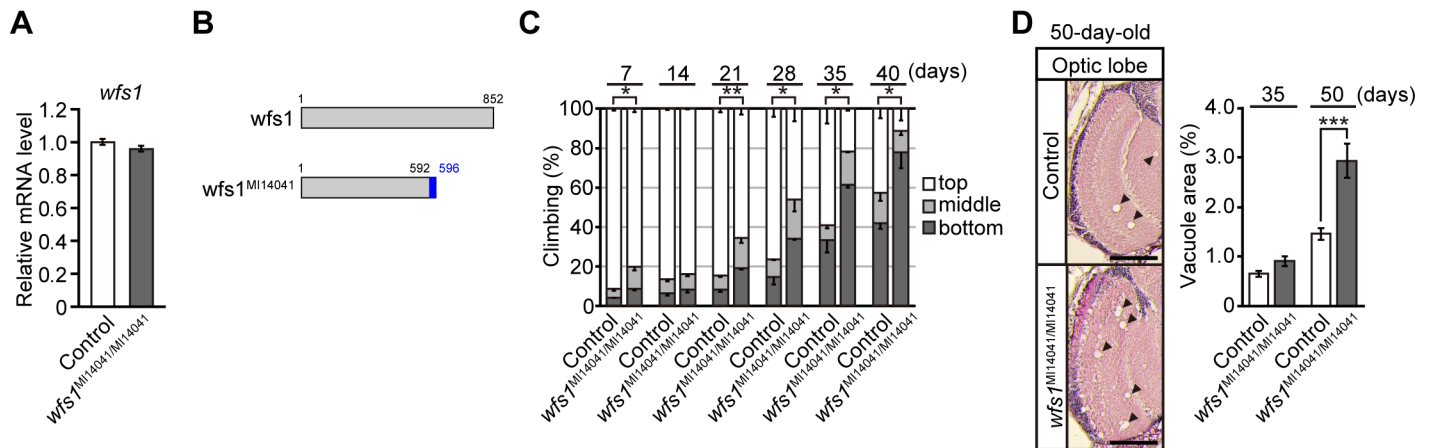 A
wfs1
Relative mRNA level
1.2
1.0
0.8
0.6
0.4
0.2
0
Control
wfs1MI14041/MI14041
B
1 852
wfs1
1 592 596
wfs1MI14041
C
7 14 21 28 35 40 (days)
* ** * * *
Climbing (%)
100
80
60
40
20
0
top
middle
bottom
Control
wfs1MI14041/MI14041
Control
wfs1MI14041/MI14041
Control
wfs1MI14041/MI14041
Control
wfs1MI14041/MI14041
Control
wfs1MI14041/MI14041
Control
wfs1MI14041/MI14041
D
50-day-old
Optic lobe
Control
wfs1MI14041/MI14041
35 50 (days)
***
Vacuole area (%)
4.0
3.0
2.0
1.0
0
Control
wfs1MI14041/MI14041
Control
wfs1MI14041/MI14041